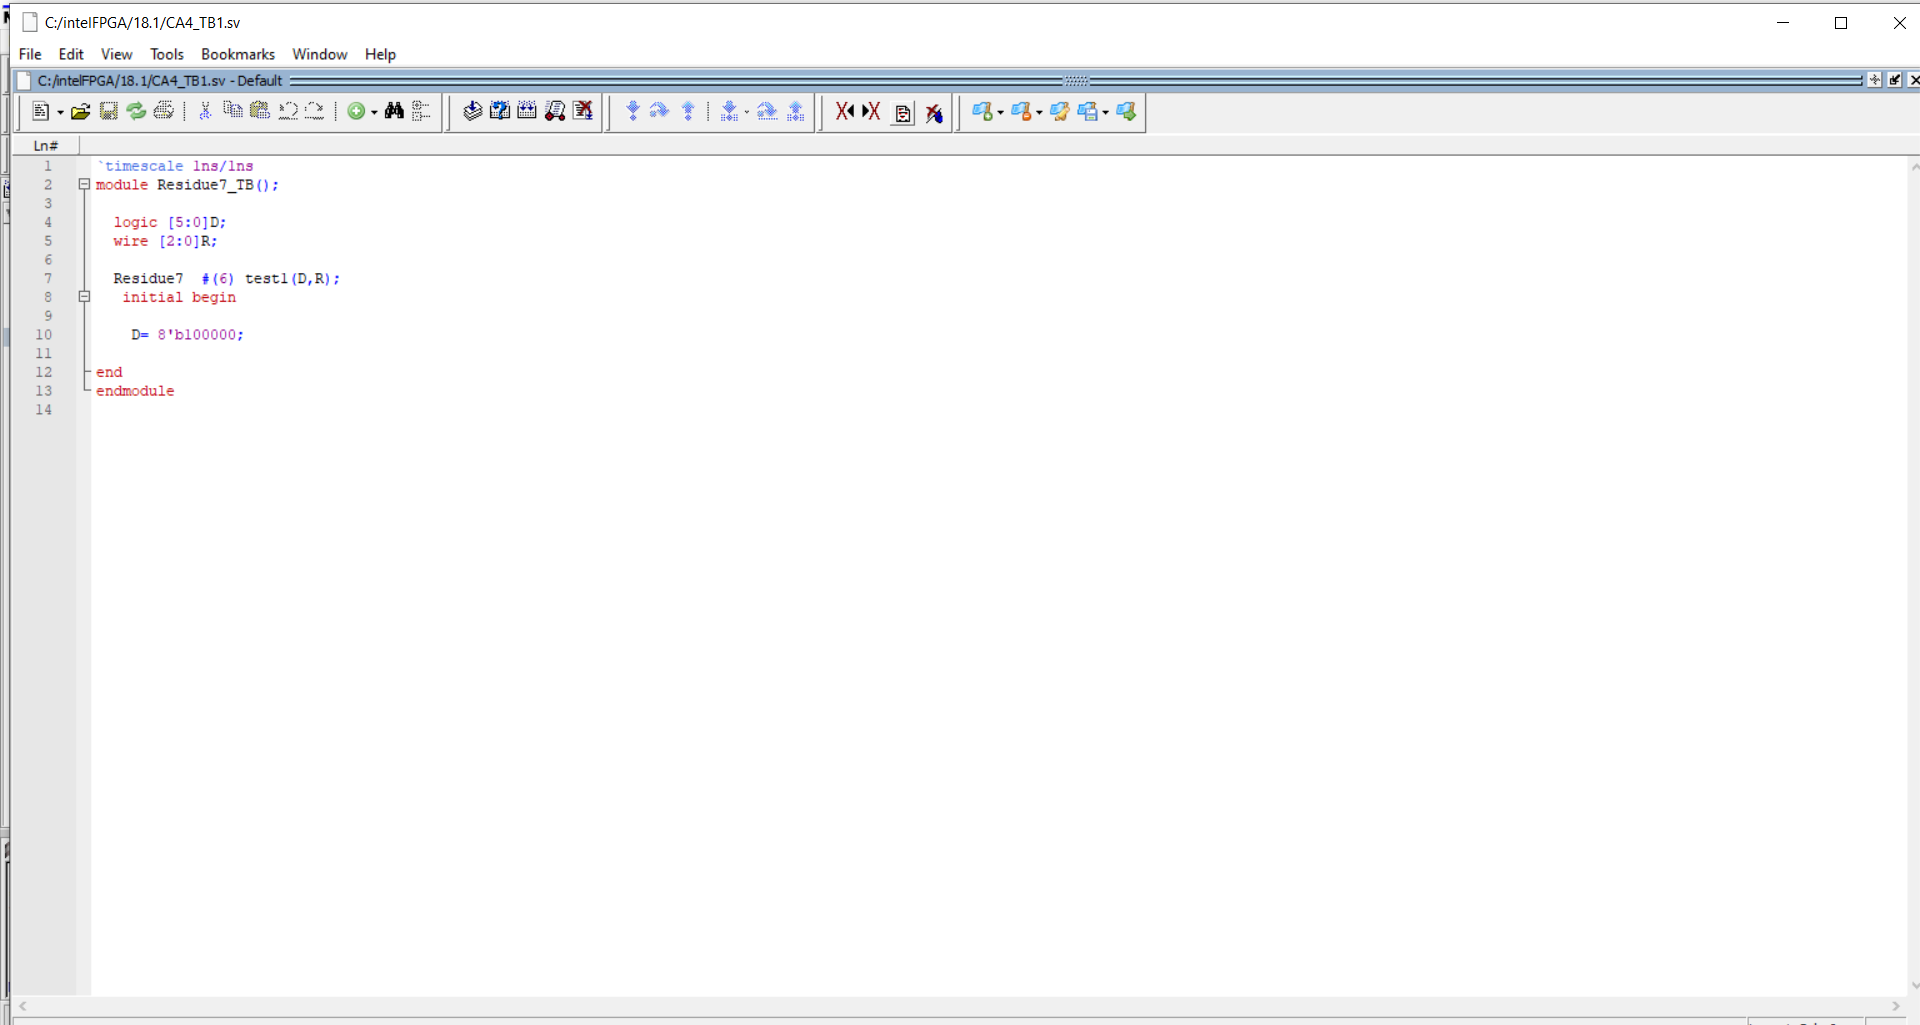 C:/intelFPGA/18.1/CA4_TB1.sv
File Edit View Tools Bookmarks Window Help
C:/intelFPGA/18.1/CA4_TB1.sv - Default
Ln#
1 `timescale 1ns/1ns
2 module Residue7_TB();
3
4 logic [5:0]D;
5 wire [2:0]R;
6
7 Residue7 #(6) test1(D,R);
8 initial begin
9
10 D= 8'b100000;
11
12 end
13 endmodule
14